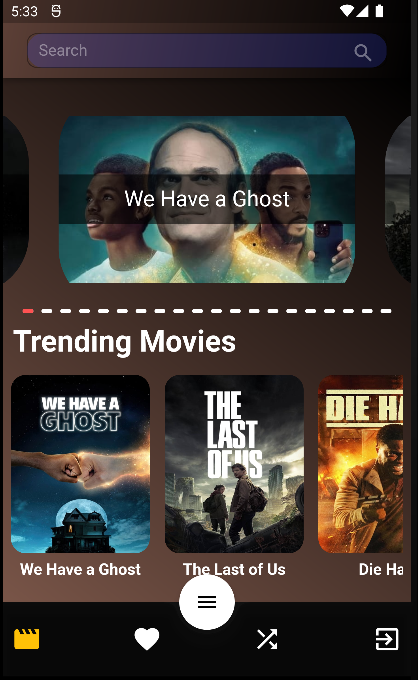 5:33
Search
We Have a Ghost
Trending Movies
WE HAVE A
GHOST
THE
LAST
OF US
DIE HA
We Have a Ghost
The Last of Us
Die Ha